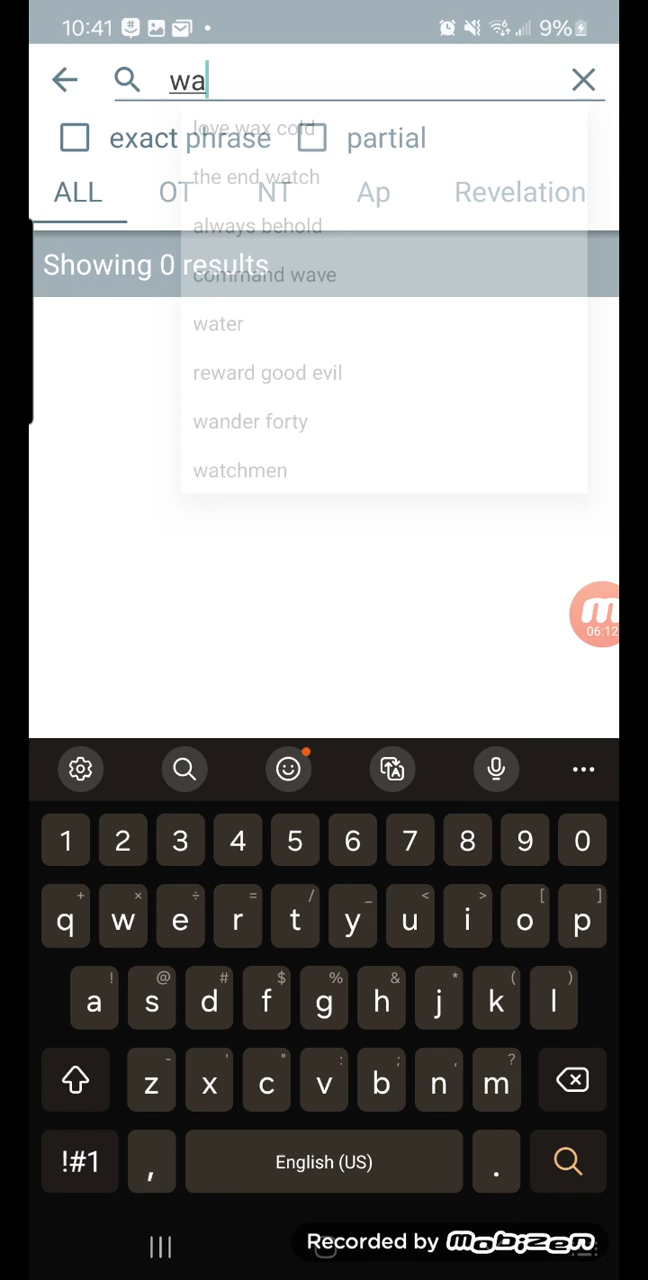 10:41 9%
wa
exact phrase partial
ALL OT NT Ap Revelation
Showing 0 results
love wax cold
the end watch
always behold
command wave
water
reward good evil
wander forty
watchmen
06:12
1 2 3 4 5 6 7 8 9 0
+ × ÷ = / _ < > [ ]
q w e r t y u i o p
! @ # $ % & * ( )
a s d f g h j k l
- ' " : ; , ?
z x c v b n m
!#1 , English (US) .
Recorded by mobizen